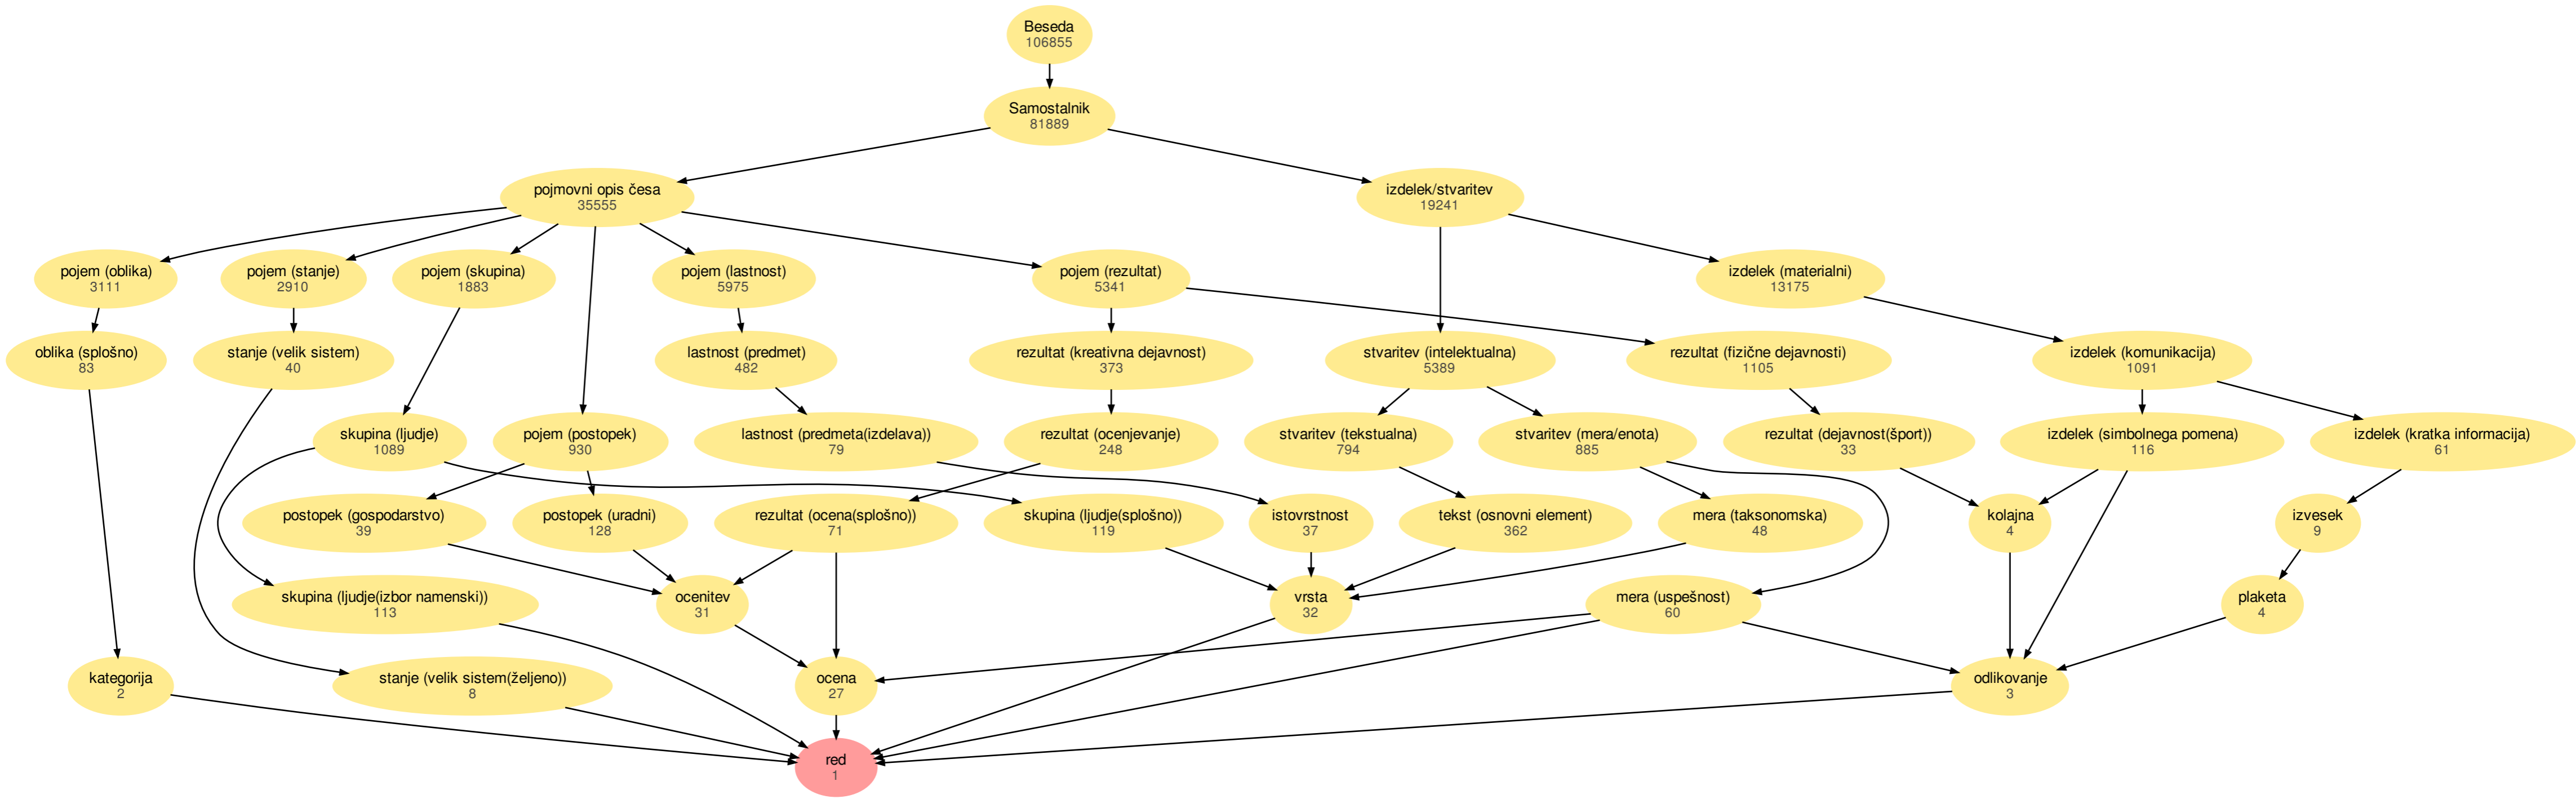 Beseda
106855
Samostalnik
81889
pojmovni opis česa
35555
izdelek/stvaritev
19241
pojem (oblika)
3111
pojem (stanje)
2910
pojem (skupina)
1883
pojem (lastnost)
5975
pojem (rezultat)
5341
izdelek (materialni)
13175
oblika (splošno)
83
stanje (velik sistem)
40
lastnost (predmet)
482
rezultat (kreativna dejavnost)
373
stvaritev (intelektualna)
5389
rezultat (fizične dejavnosti)
1105
izdelek (komunikacija)
1091
skupina (ljudje)
1089
pojem (postopek)
930
lastnost (predmeta(izdelava))
79
rezultat (ocenjevanje)
248
stvaritev (tekstualna)
794
stvaritev (mera/enota)
885
rezultat (dejavnost(šport))
33
izdelek (simbolnega pomena)
116
izdelek (kratka informacija)
61
postopek (gospodarstvo)
39
postopek (uradni)
128
rezultat (ocena(splošno))
71
skupina (ljudje(splošno))
119
istovrstnost
37
tekst (osnovni element)
362
mera (taksonomska)
48
kolajna
4
izvesek
9
skupina (ljudje(izbor namenski))
113
ocenitev
31
vrsta
32
mera (uspešnost)
60
plaketa
4
kategorija
2
stanje (velik sistem(željeno))
8
ocena
27
odlikovanje
3
red
1